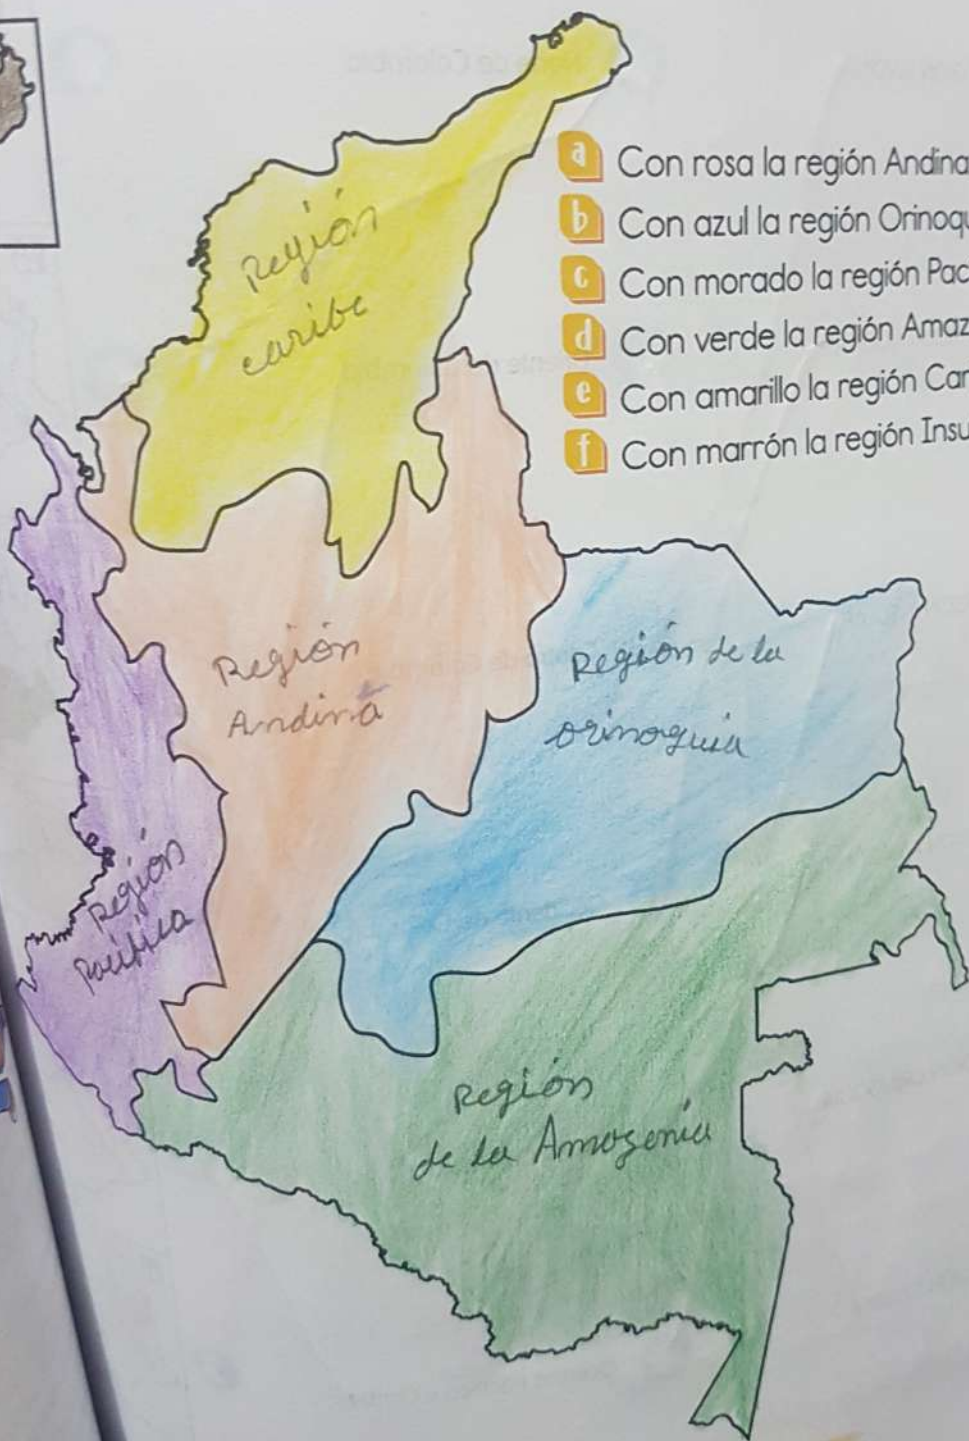 a Con rosa la región Andina
b Con azul la región Orinoqu
c Con morado la región Pac
d Con verde la región Amaz
e Con amarillo la región Car
f Con marrón la región Insu
Región
caribe
Región
Andina
Región de la
orinoquia
Región
Pacífica
Región
de la Amazonia